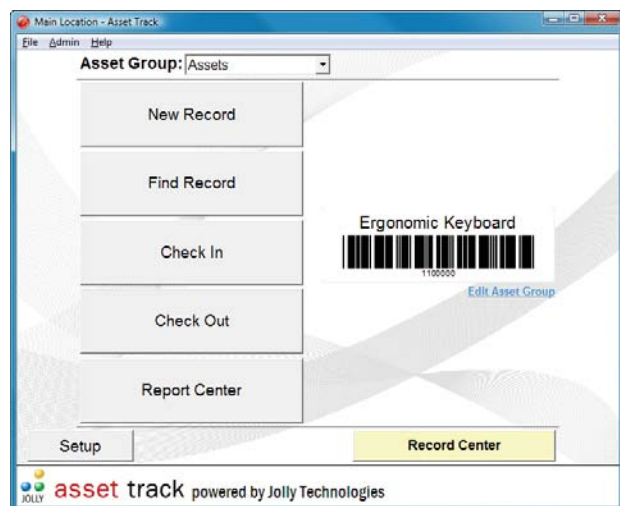 Main Location - Asset Track
File Admin Help
Asset Group: Assets
New Record
Find Record
Check In
Check Out
Report Center
Ergonomic Keyboard
1100000
Edit Asset Group
Setup
Record Center
JOLLY asset track powered by Jolly Technologies